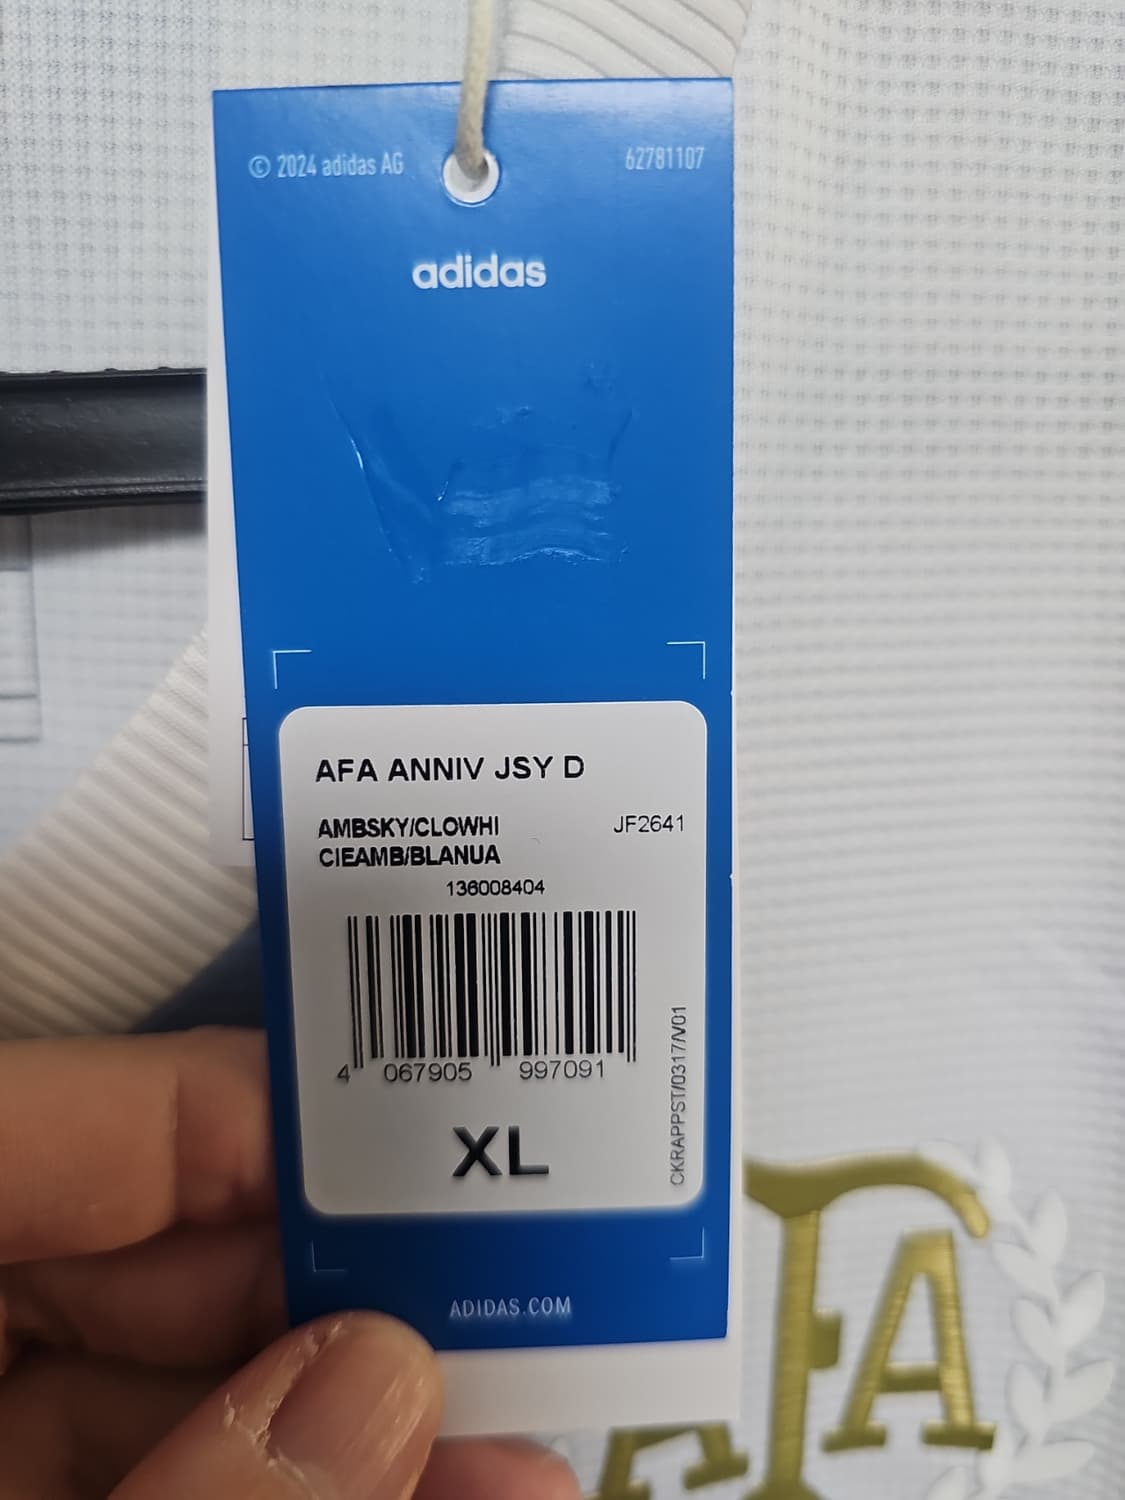 © 2024 adidas AG
62781107
adidas
AFA ANNIV JSY D
AMBSKY/CLOWHI
JF2641
CIEAMB/BLANUA
136008404
4 067905 997091
CKRAPPST/0317/V01
XL
ADIDAS.COM
AFA